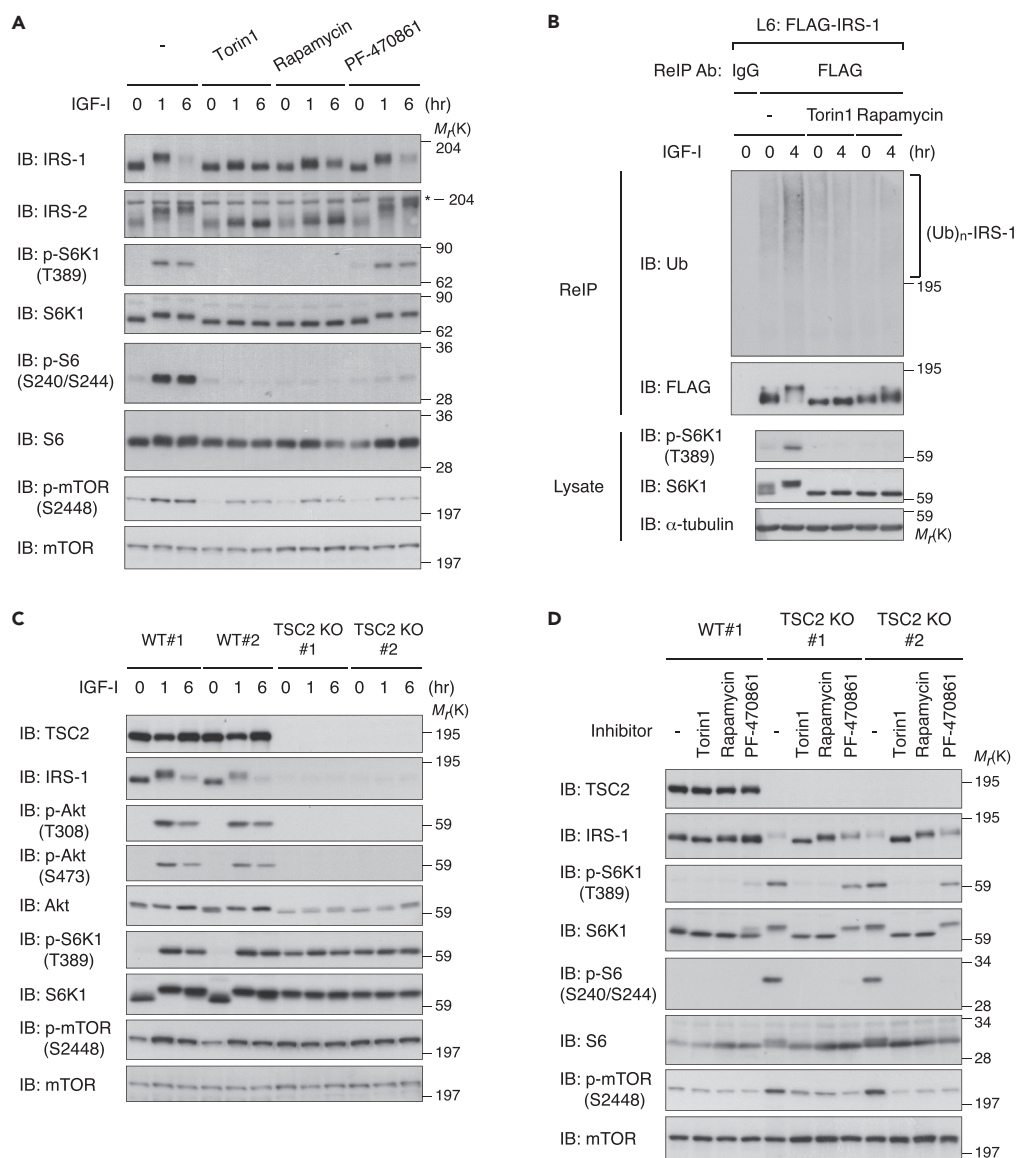 A
-
Torin1
Rapamycin
PF-470861
IGF-I 0 1 6 0 1 6 0 1 6 0 1 6 (hr)
Mr(K)
204
IB: IRS-1
* 204
IB: IRS-2
IB: p-S6K1
(T389)
90
62
IB: S6K1
90
62
IB: p-S6
(S240/S244)
36
28
IB: S6
36
28
IB: p-mTOR
(S2448)
197
IB: mTOR
197
B
L6: FLAG-IRS-1
ReIP Ab: IgG FLAG
- Torin1 Rapamycin
IGF-I 0 0 4 0 4 0 4 (hr)
ReIP
IB: Ub
(Ub)n-IRS-1
195
IB: FLAG
195
Lysate
IB: p-S6K1
(T389)
59
IB: S6K1
59
IB: α-tubulin
59
Mr(K)
C
WT#1 WT#2 TSC2 KO #1 TSC2 KO #2
IGF-I 0 1 6 0 1 6 0 1 6 0 1 6 (hr)
Mr(K)
IB: TSC2
195
IB: IRS-1
195
IB: p-Akt
(T308)
59
IB: p-Akt
(S473)
59
IB: Akt
59
IB: p-S6K1
(T389)
59
IB: S6K1
59
IB: p-mTOR
(S2448)
197
IB: mTOR
197
D
WT#1 TSC2 KO #1 TSC2 KO #2
Inhibitor - Torin1 Rapamycin PF-470861 - Torin1 Rapamycin PF-470861 - Torin1 Rapamycin PF-470861
Mr(K)
IB: TSC2
195
IB: IRS-1
195
IB: p-S6K1
(T389)
59
IB: S6K1
59
IB: p-S6
(S240/S244)
34
28
IB: S6
34
28
IB: p-mTOR
(S2448)
197
IB: mTOR
197